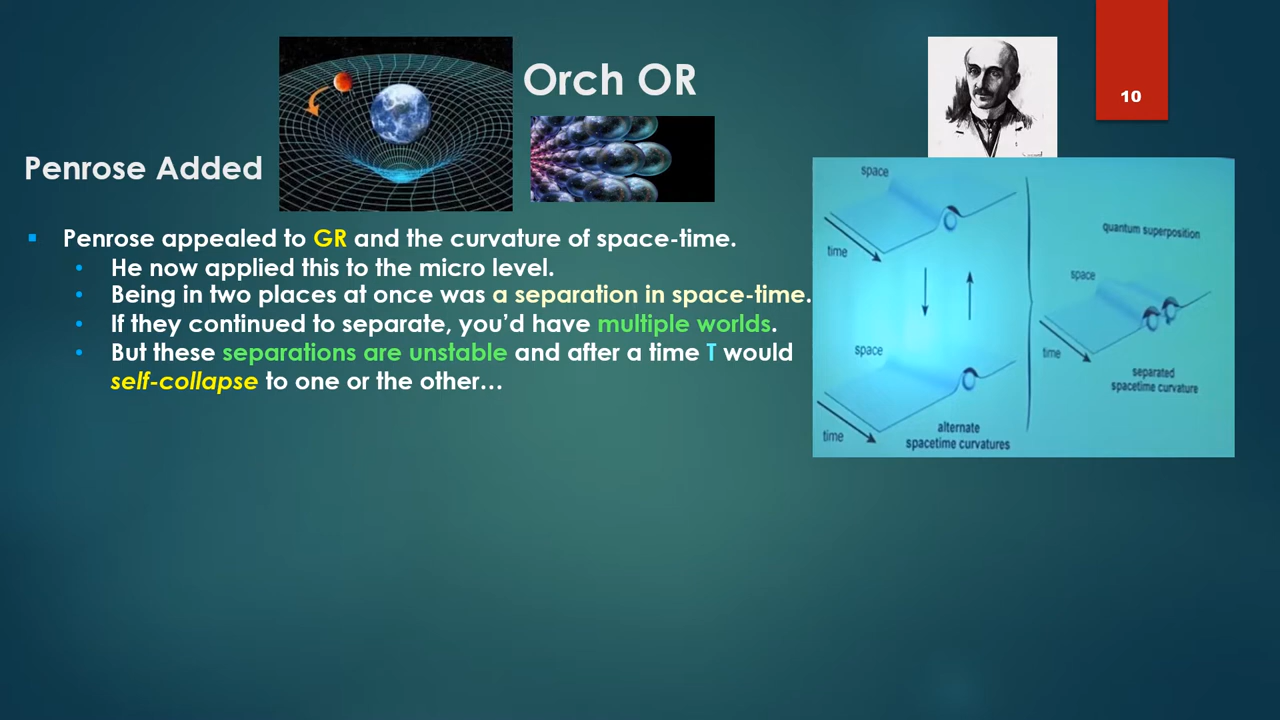 Orch OR
10
Penrose Added
Penrose appealed to GR and the curvature of space-time.
He now applied this to the micro level.
Being in two places at once was a separation in space-time.
If they continued to separate, you’d have multiple worlds.
But these separations are unstable and after a time T would
self-collapse to one or the other…
space
time
space
time
alternate
spacetime curvatures
quantum superposition
space
time
separated
spacetime curvature